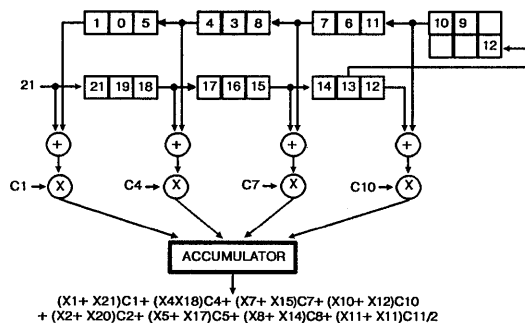 1 0 5 4 3 8 7 6 11 10 9
12
21 21 19 18 17 16 15 14 13 12
+ + + +
C1 X C4 X C7 X C10 X
ACCUMULATOR
(X1+ X21)C1+ (X4X18)C4+ (X7+ X15)C7+ (X10+ X12)C10
+ (X2+ X20)C2+ (X5+ X17)C5+ (X8+ X14)C8+ (X11+ X11)C11/2